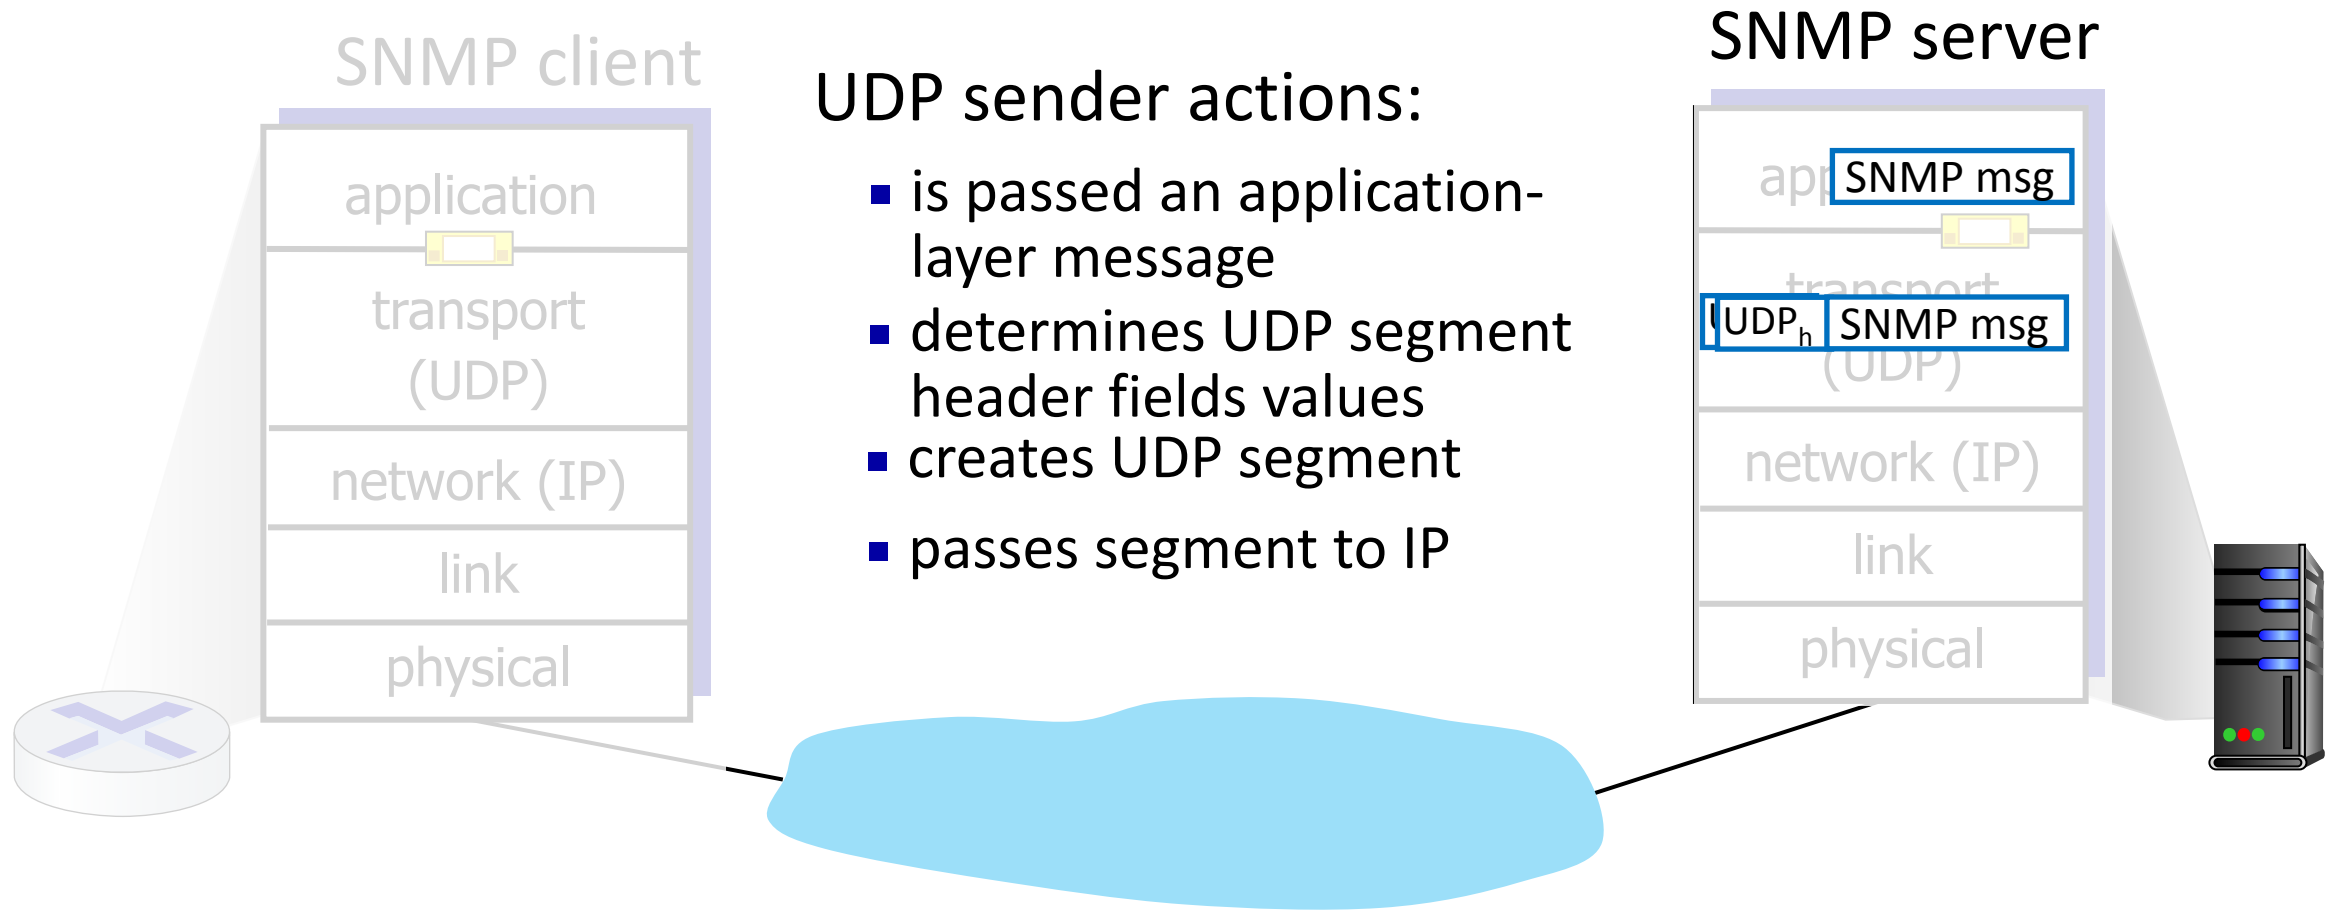 SNMP client
application
transport
(UDP)
network (IP)
link
physical
UDP sender actions:
▪ is passed an application-
layer message
▪ determines UDP segment
header fields values
▪ creates UDP segment
▪ passes segment to IP
SNMP server
SNMP msg
transport
UDPh SNMP msg
(UDP)
network (IP)
link
physical